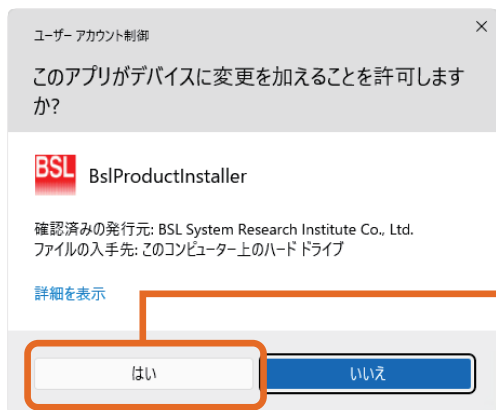 ユーザー アカウント制御
このアプリがデバイスに変更を加えることを許可します
か?
BSL
BslProductInstaller
確認済みの発行元: BSL System Research Institute Co., Ltd.
ファイルの入手先: このコンピューター上のハード ドライブ
詳細を表示
はい
いいえ